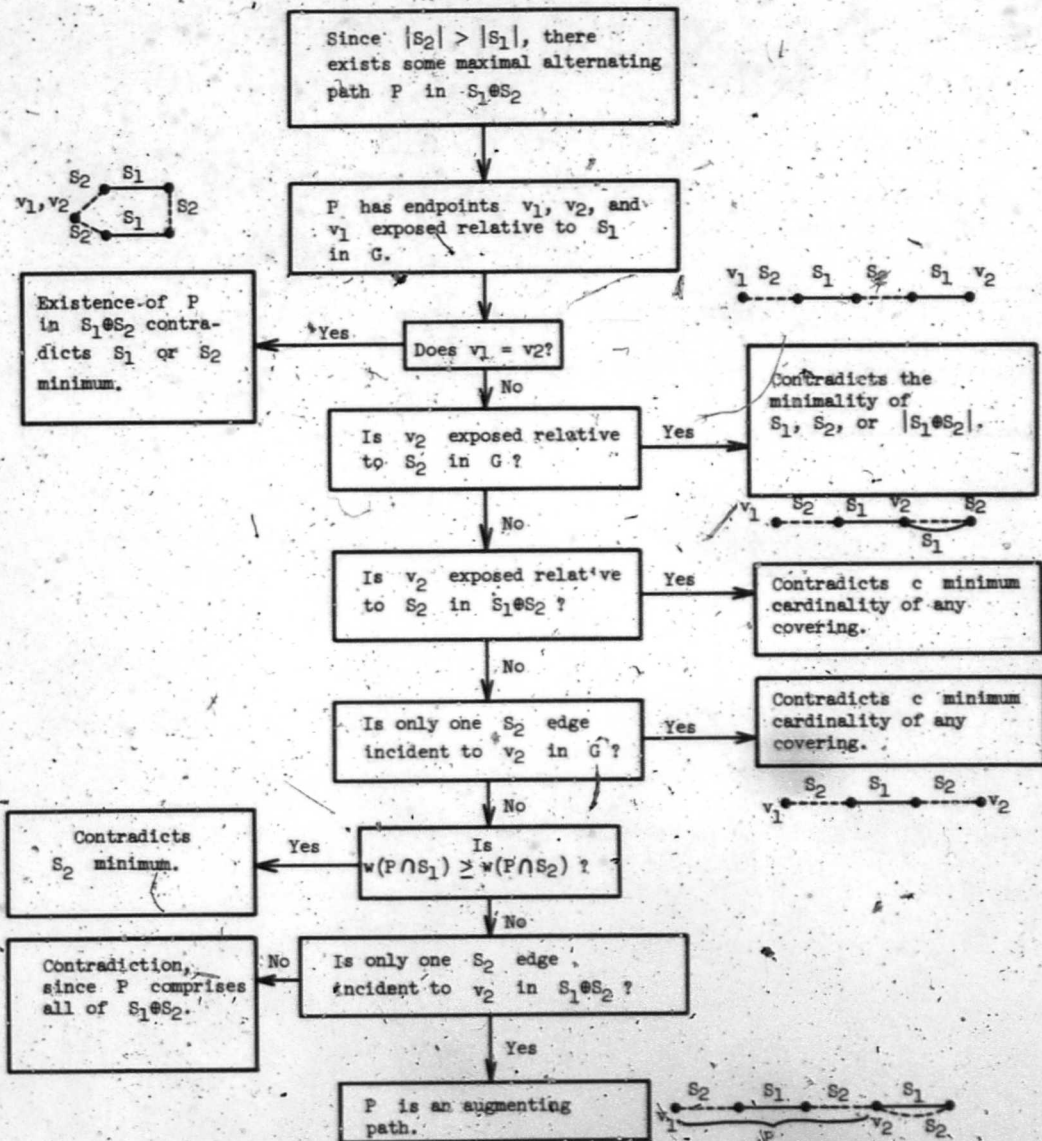 Since |S₂| > |S₁|, there
exists some maximal alternating
path P in S₁⊕S₂
S₂ S₁
v₁, v₂ S₂
S₁
S₂
P has endpoints v₁, v₂, and
v₁ exposed relative to S₁
in G.
v₁ S₂ S₁ S₂ S₁ v₂
Existence of P
in S₁⊕S₂ contra-
dicts S₁ or S₂
minimum.
Yes
Does v₁ = v₂?
No
Contradicts the
minimality of
S₁, S₂, or |S₁⊕S₂|.
Is v₂ exposed relative
to S₂ in G ?
Yes
v₁ S₂ S₁ v₂ S₂
S₁
No
Is v₂ exposed relative
to S₂ in S₁⊕S₂ ?
Yes
Contradicts c minimum
cardinality of any
covering.
No
Is only one S₂ edge
incident to v₂ in G ?
Yes
Contradicts c minimum
cardinality of any
covering.
S₂ S₁ S₂
v₁ v₂
No
Contradicts
S₂ minimum.
Yes
Is
w(P∩S₁) ≥ w(P∩S₂) ?
No
Contradiction,
since P comprises
all of S₁⊕S₂.
No
Is only one S₂ edge
incident to v₂ in S₁⊕S₂ ?
Yes
P is an augmenting
path.
S₂ S₁ S₂ S₁
v₁ v₂ S₂
P